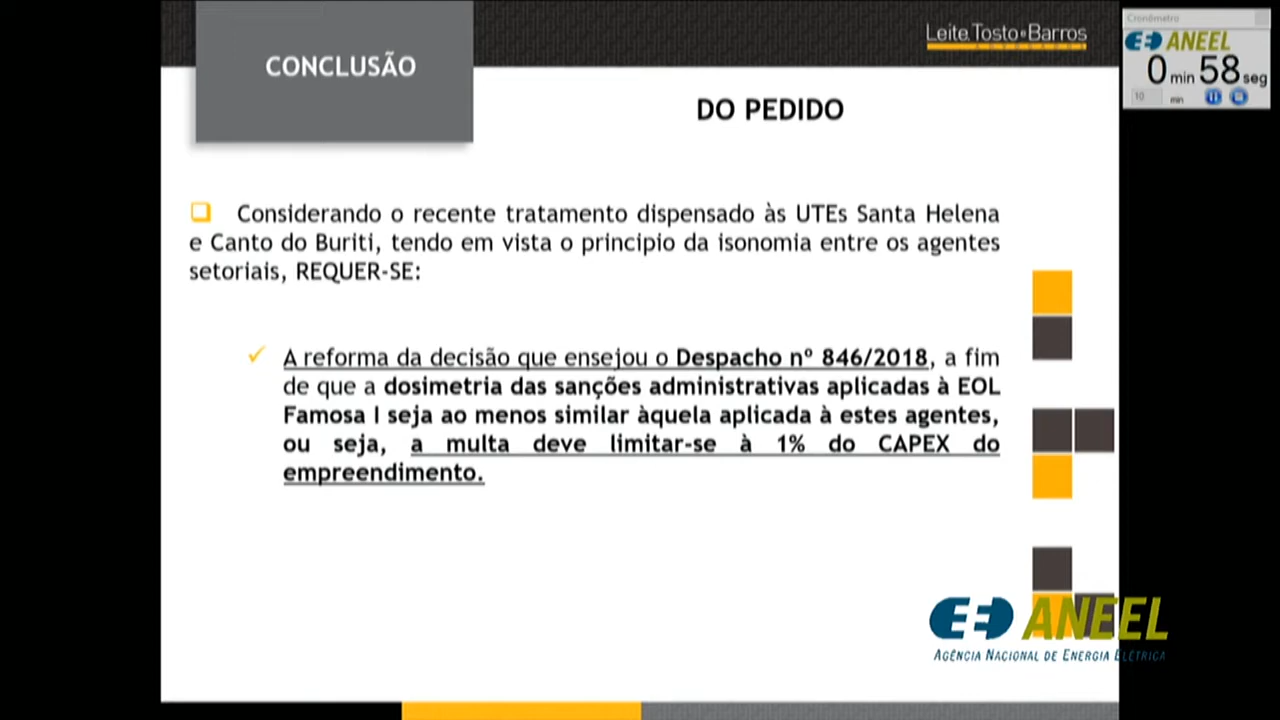 CONCLUSÃO
Leite, Tosto e Barros
ADVOGADOS
Cronômetro
ANEEL
0 min 58 seg
10 min
DO PEDIDO
Considerando o recente tratamento dispensado às UTEs Santa Helena
e Canto do Buriti, tendo em vista o principio da isonomia entre os agentes
setoriais, REQUER-SE:
A reforma da decisão que ensejou o Despacho nº 846/2018, a fim
de que a dosimetria das sanções administrativas aplicadas à EOL
Famosa I seja ao menos similar àquela aplicada à estes agentes,
ou seja, a multa deve limitar-se à 1% do CAPEX do
empreendimento.
ANEEL
AGÊNCIA NACIONAL DE ENERGIA ELÉTRICA